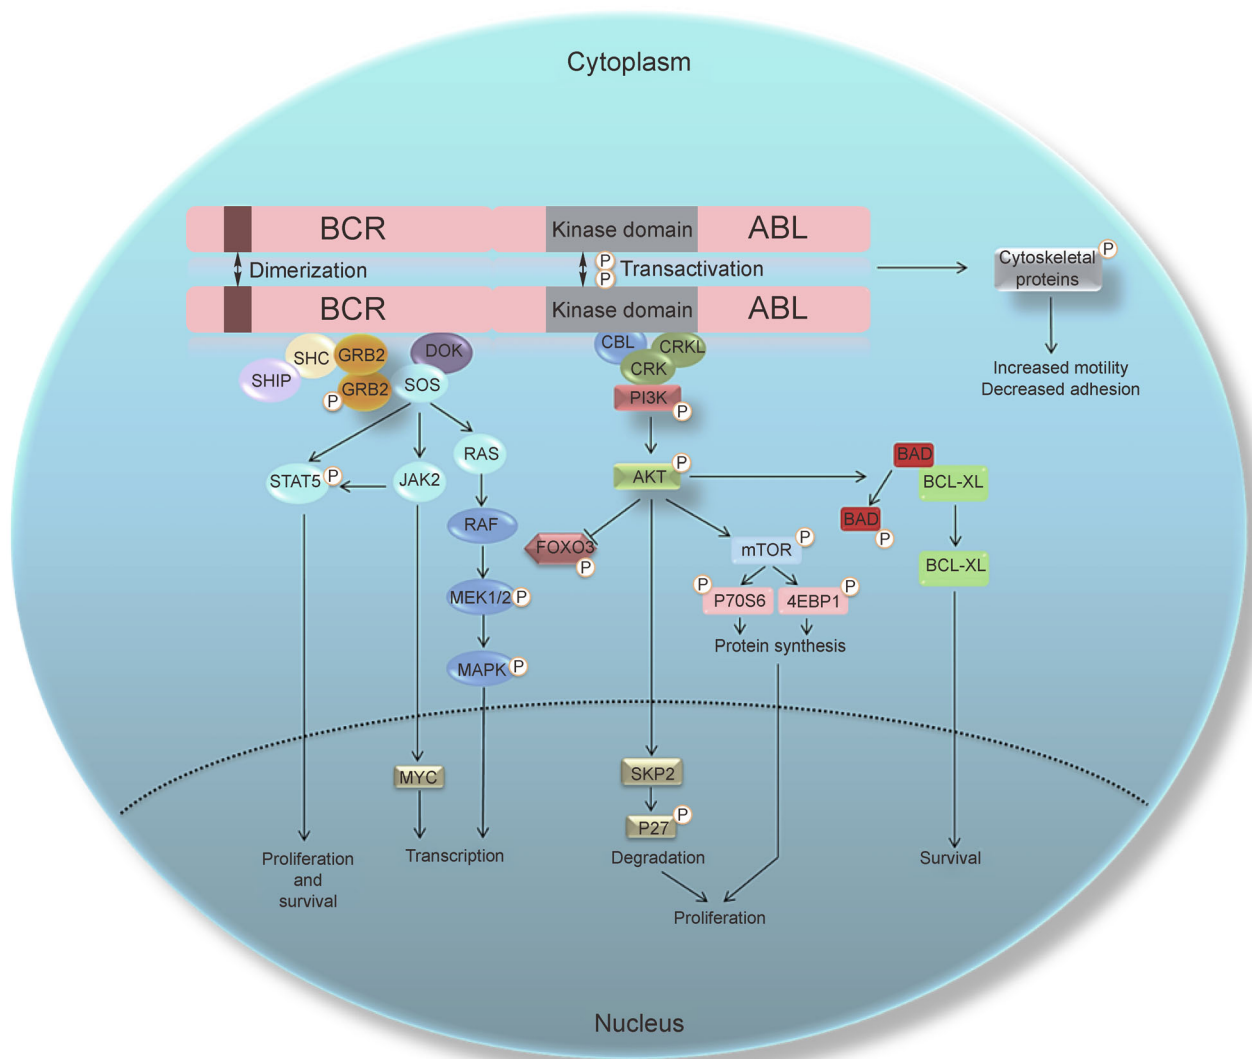 Cytoplasm
BCR
Kinase domain
ABL
Dimerization
P
P
Transactivation
BCR
Kinase domain
ABL
P
Cytoskeletal
proteins
Increased motility
Decreased adhesion
SHIP
SHC
GRB2
GRB2
P
DOK
SOS
CBL
CRKL
CRK
PI3K
P
STAT5
P
JAK2
RAS
RAF
MEK1/2
P
MAPK
P
AKT
P
FOXO3
P
mTOR
P
P
P70S6
4EBP1
P
Protein synthesis
BAD
BCL-XL
BAD
P
BCL-XL
MYC
SKP2
P27
P
Proliferation
and
survival
Transcription
Degradation
Survival
Proliferation
Nucleus